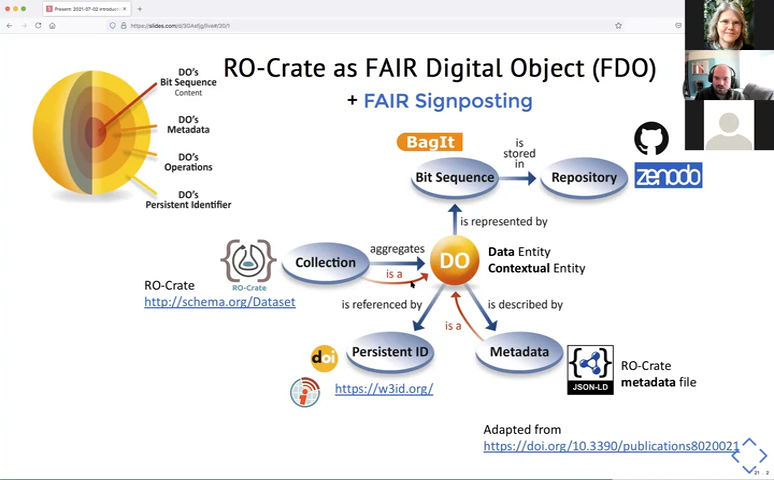 Present: 2021-07-02 Introduct
https://slides.com/d/3GAsEjg/live#/20/1
RO-Crate as FAIR Digital Object (FDO)
+ FAIR Signposting
DO's
Bit Sequence
Content
DO's
Metadata
DO's
Operations
DO's
Persistent Identifier
BagIt
Bit Sequence
is
stored
in
Repository
zenodo
is represented by
RO-Crate
Collection
aggregates
is a
DO
Data Entity
Contextual Entity
RO-Crate
http://schema.org/Dataset
is referenced by
is described by
is a
doi
Persistent ID
https://w3id.org/
Metadata
JSON-LD
RO-Crate
metadata file
Adapted from
https://doi.org/10.3390/publications8020021
21 . 2